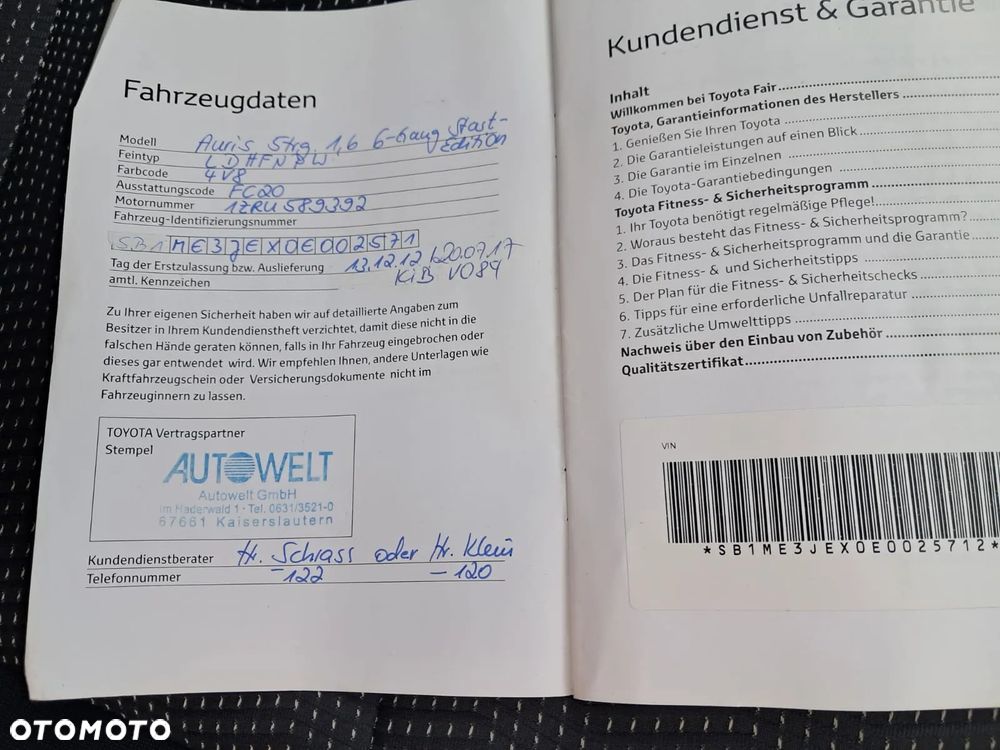 Fahrzeugdaten
Modell Auris 5trg 1,6 6-Gang Start-
Edition
Feintyp
Farbcode 4V8
Ausstattungscode FC20
Motornummer 1ZRU589392
Fahrzeug-Identifizierungsnummer
SB1ME3JEX0E002571
Tag der Erstzulassung bzw. Auslieferung 13.12.12 20.07.17
amtl. Kennzeichen KIB VO84
Zu Ihrer eigenen Sicherheit haben wir auf detaillierte Angaben zum
Besitzer in Ihrem Kundendienstheft verzichtet, damit diese nicht in die
falschen Hände geraten können, falls in Ihr Fahrzeug eingebrochen oder
dieses gar entwendet wird. Wir empfehlen Ihnen, andere Unterlagen wie
Kraftfahrzeugschein oder Versicherungsdokumente nicht im
Fahrzeuginnern zu lassen.
TOYOTA Vertragspartner
Stempel
AUTOWELT
Autowelt GmbH
Im Haderwald 1 · Tel. 0631/3521-0
67661 Kaiserslautern
Kundendienstberater Hr. Schrass oder Hr. Klein
Telefonnummer -122 -120
Kundendienst & Garantie
Inhalt
Willkommen bei Toyota Fair
Toyota, Garantieinformationen des Herstellers
1. Genießen Sie Ihren Toyota
2. Die Garantieleistungen auf einen Blick
3. Die Garantie im Einzelnen
4. Die Toyota-Garantiebedingungen
Toyota Fitness- & Sicherheitsprogramm
1. Ihr Toyota benötigt regelmäßige Pflege!
2. Woraus besteht das Fitness- & Sicherheitsprogramm?
3. Das Fitness- & Sicherheitsprogramm und die Garantie
4. Die Fitness- & und Sicherheitstipps
5. Der Plan für die Fitness- & Sicherheitschecks
6. Tipps für eine erforderliche Unfallreparatur
7. Zusätzliche Umwelttipps
Nachweis über den Einbau von Zubehör
Qualitätszertifikat
VIN
*SB1ME3JEX0E0025712*
OTOMOTO